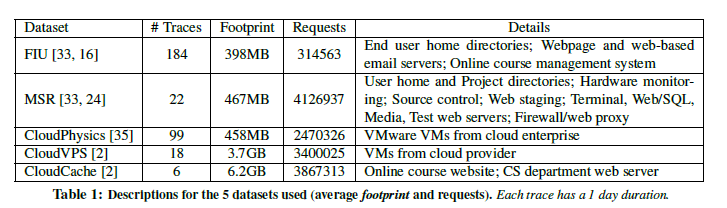 Dataset # Traces Footprint Requests Details
FIU [33, 16] 184 398MB 314563 End user home directories; Webpage and web-based
email servers; Online course management system
MSR [33, 24] 22 467MB 4126937 User home and Project directories; Hardware monitor-
ing; Source control; Web staging; Terminal, Web/SQL,
Media, Test web servers; Firewall/web proxy
CloudPhysics [35] 99 458MB 2470326 VMware VMs from cloud enterprise
CloudVPS [2] 18 3.7GB 3400025 VMs from cloud provider
CloudCache [2] 6 6.2GB 3867313 Online course website; CS department web server
Table 1: Descriptions for the 5 datasets used (average footprint and requests). Each trace has a 1 day duration.